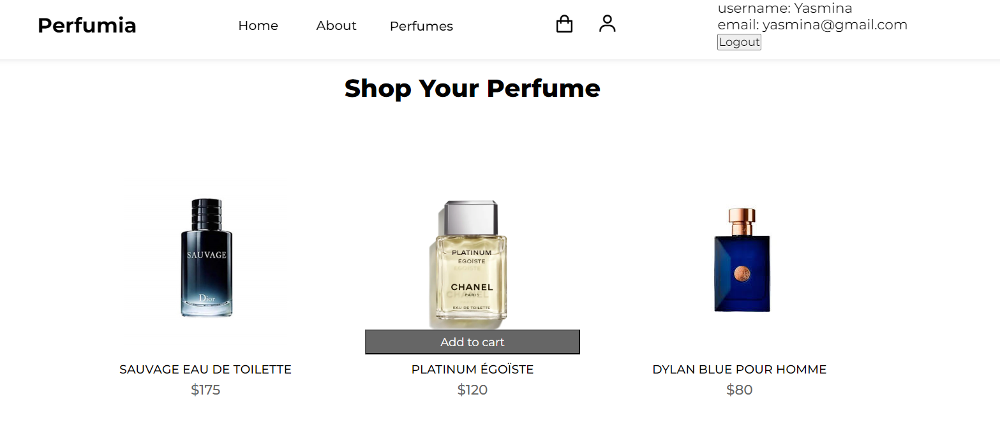 Perfumia
Home
About
Perfumes
username: Yasmina
email: yasmina@gmail.com
Logout
Shop Your Perfume
SAUVAGE
Dior
PLATINUM
ÉGOÏSTE
CHANEL
PARIS
EAU DE TOILETTE
Add to cart
SAUVAGE EAU DE TOILETTE
$175
PLATINUM ÉGOÏSTE
$120
DYLAN BLUE POUR HOMME
$80